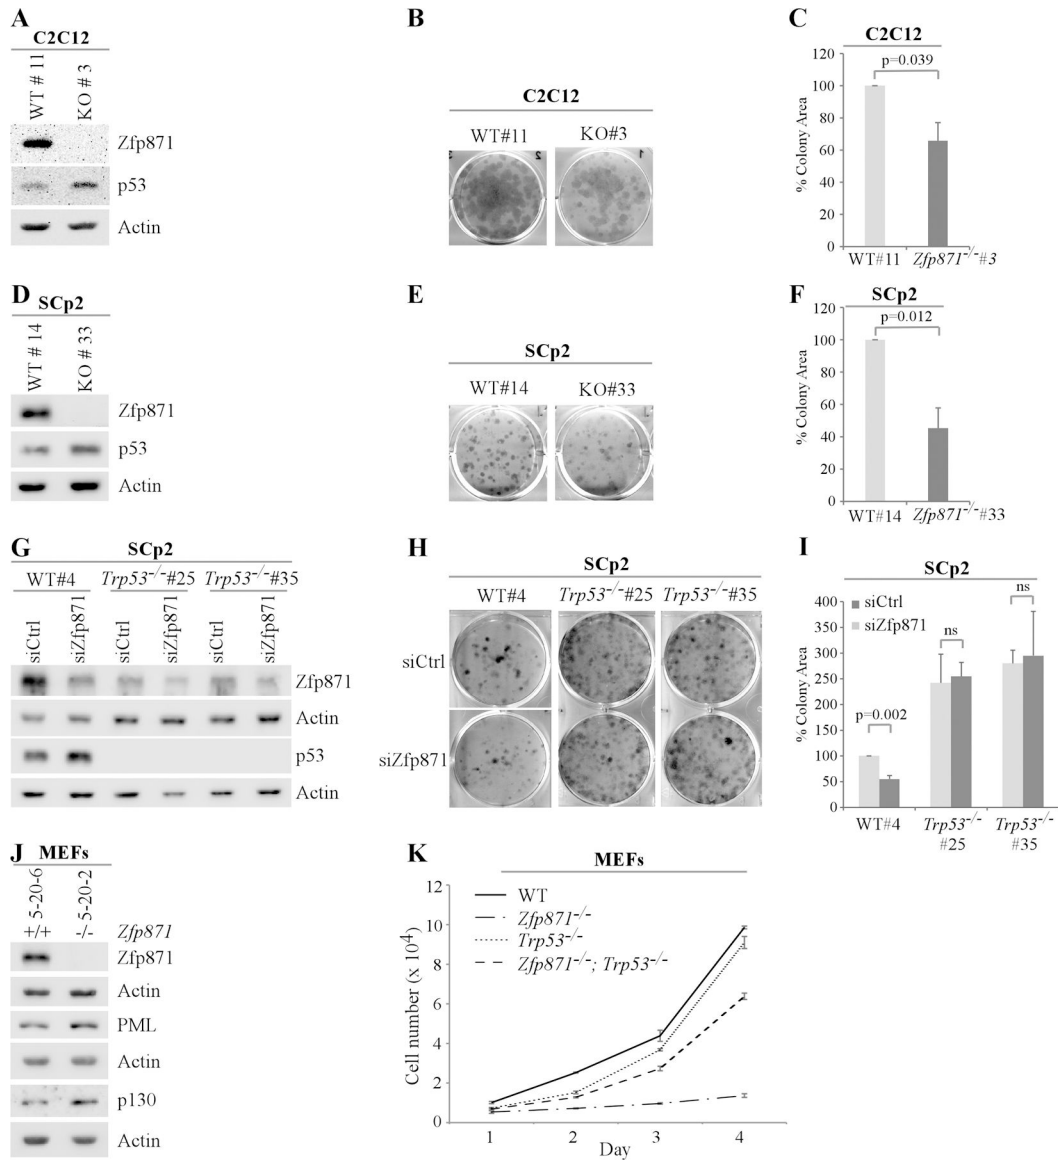 A
C2C12
WT # 11
KO # 3
Zfp871
p53
Actin
B
C2C12
WT#11
KO#3
C
C2C12
p=0.039
% Colony Area
120
100
80
60
40
20
0
WT#11
Zfp871-/-#3
D
SCp2
WT # 14
KO # 33
Zfp871
p53
Actin
E
SCp2
WT#14
KO#33
F
SCp2
p=0.012
% Colony Area
120
100
80
60
40
20
0
WT#14
Zfp871-/-#33
G
SCp2
WT#4 Trp53-/-#25 Trp53-/-#35
siCtrl siZfp871 siCtrl siZfp871 siCtrl siZfp871
Zfp871
Actin
p53
Actin
H
SCp2
WT#4 Trp53-/-#25 Trp53-/-#35
siCtrl
siZfp871
I
SCp2
siCtrl
siZfp871
% Colony Area
400
350
300
250
200
150
100
50
0
p=0.002
ns
ns
WT#4 Trp53-/- Trp53-/-
#25 #35
J
MEFs
5-20-6 5-20-2
+/+ -/- Zfp871
Zfp871
Actin
PML
Actin
p130
Actin
K
MEFs
WT
Zfp871-/-
Trp53-/-
Zfp871-/-; Trp53-/-
Cell number (x 10⁴)
12
10
8
6
4
2
0
1 2 3 4
Day